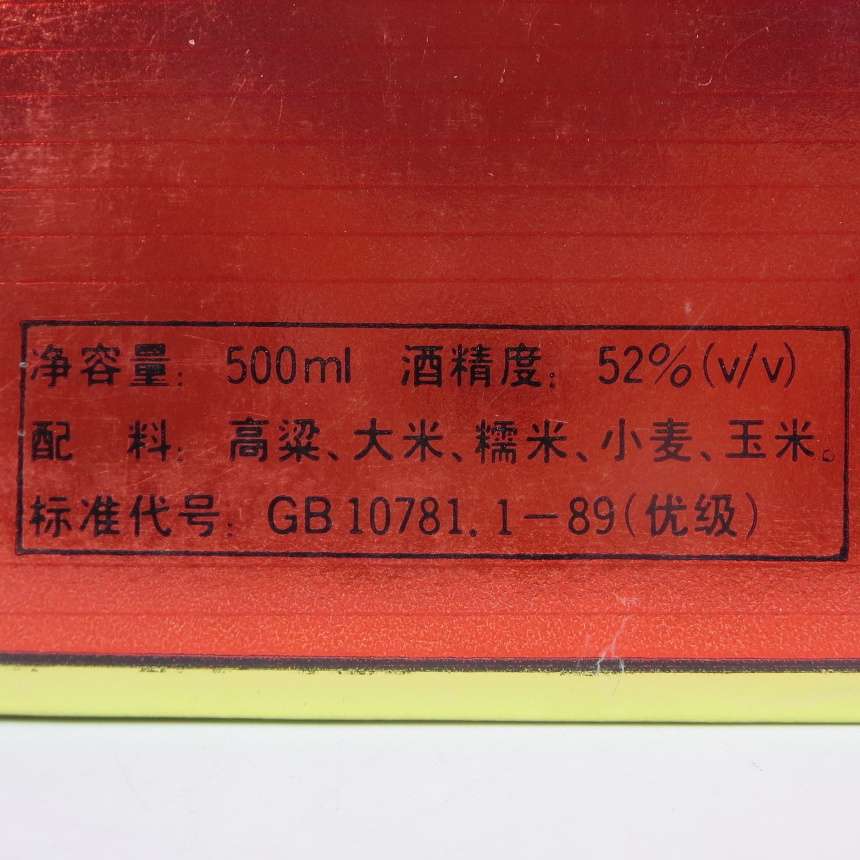 净容量: 500ml 酒精度: 52%(v/v)
配 料: 高粱、大米、糯米、小麦、玉米。
标准代号: GB 10781.1-89(优级)